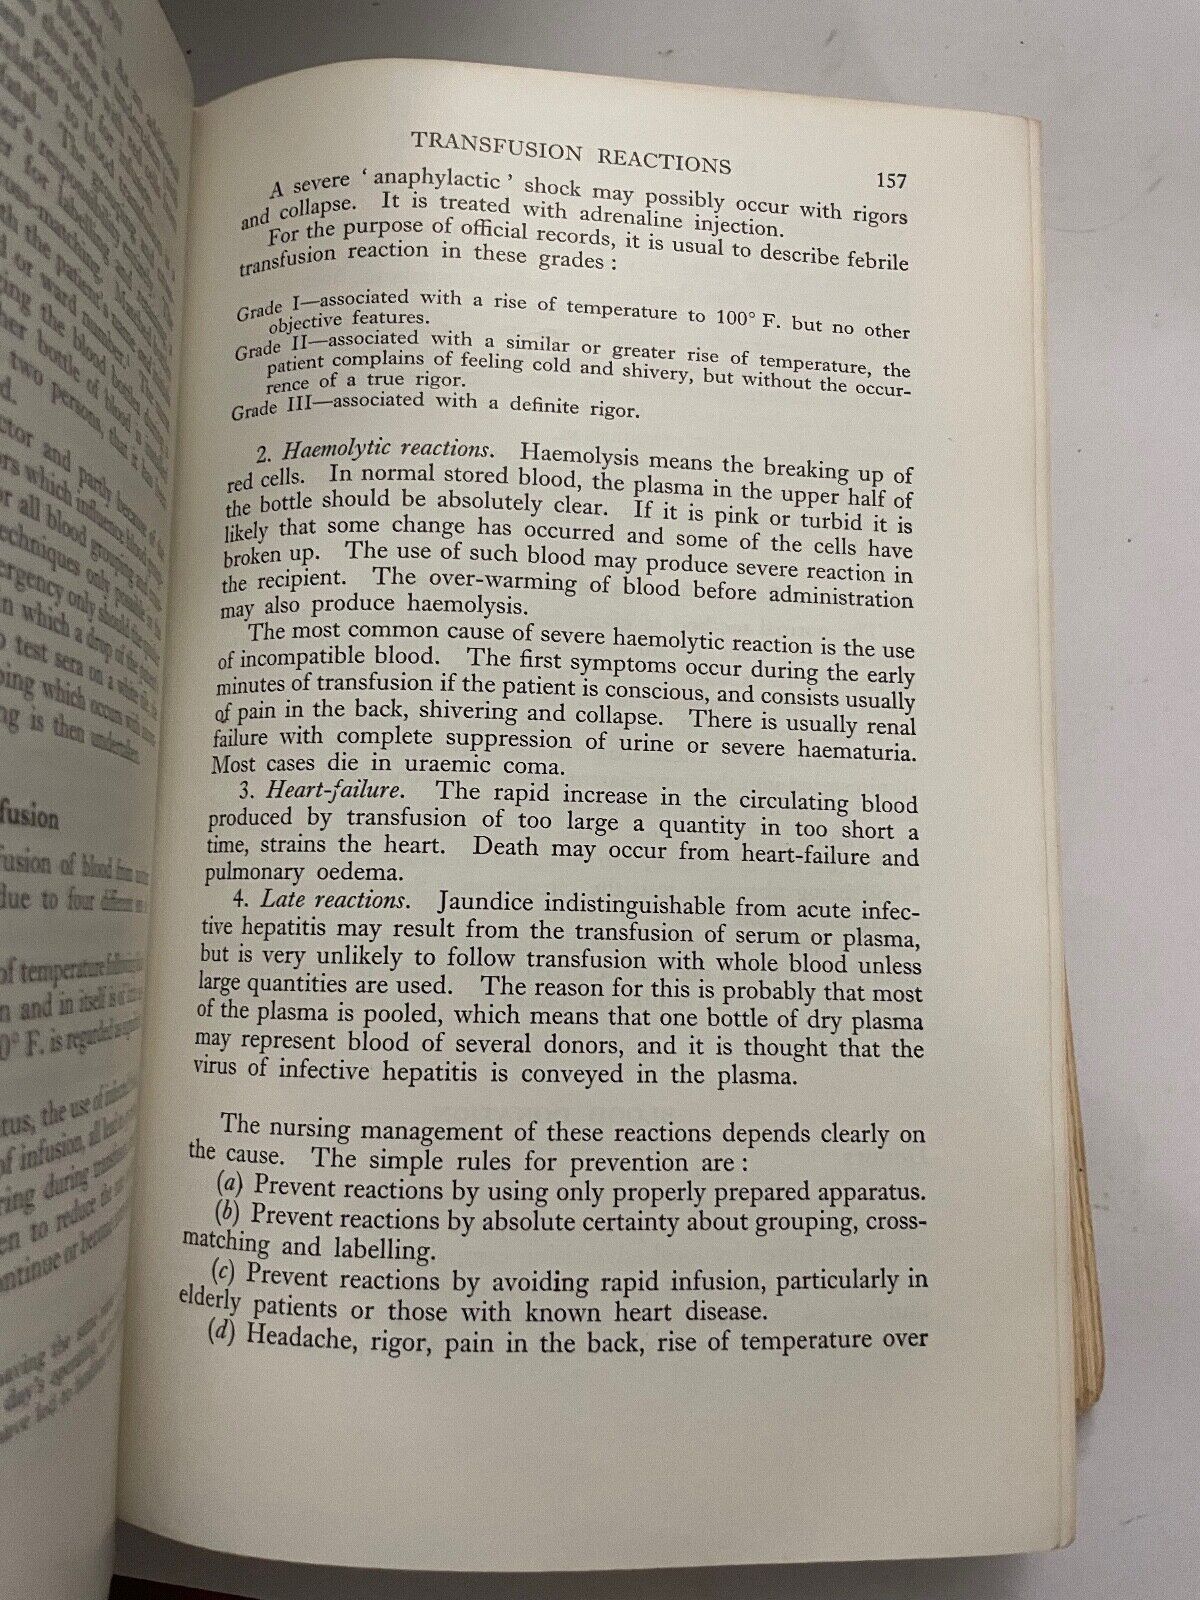 TRANSFUSION REACTIONS 157
A severe ‘ anaphylactic ’ shock may possibly occur with rigors
and collapse. It is treated with adrenaline injection.
For the purpose of official records, it is usual to describe febrile
transfusion reaction in these grades :
Grade I—associated with a rise of temperature to 100° F. but no other
objective features.
Grade II—associated with a similar or greater rise of temperature, the
patient complains of feeling cold and shivery, but without the occur-
rence of a true rigor.
Grade III—associated with a definite rigor.
2. Haemolytic reactions. Haemolysis means the breaking up of
red cells. In normal stored blood, the plasma in the upper half of
the bottle should be absolutely clear. If it is pink or turbid it is
likely that some change has occurred and some of the cells have
broken up. The use of such blood may produce severe reaction in
the recipient. The over-warming of blood before administration
may also produce haemolysis.
The most common cause of severe haemolytic reaction is the use
of incompatible blood. The first symptoms occur during the early
minutes of transfusion if the patient is conscious, and consists usually
of pain in the back, shivering and collapse. There is usually renal
failure with complete suppression of urine or severe haematuria.
Most cases die in uraemic coma.
3. Heart-failure. The rapid increase in the circulating blood
produced by transfusion of too large a quantity in too short a
time, strains the heart. Death may occur from heart-failure and
pulmonary oedema.
4. Late reactions. Jaundice indistinguishable from acute infec-
tive hepatitis may result from the transfusion of serum or plasma,
but is very unlikely to follow transfusion with whole blood unless
large quantities are used. The reason for this is probably that most
of the plasma is pooled, which means that one bottle of dry plasma
may represent blood of several donors, and it is thought that the
virus of infective hepatitis is conveyed in the plasma.
The nursing management of these reactions depends clearly on
the cause. The simple rules for prevention are :
(a) Prevent reactions by using only properly prepared apparatus.
(b) Prevent reactions by absolute certainty about grouping, cross-
matching and labelling.
(c) Prevent reactions by avoiding rapid infusion, particularly in
elderly patients or those with known heart disease.
(d) Headache, rigor, pain in the back, rise of temperature over